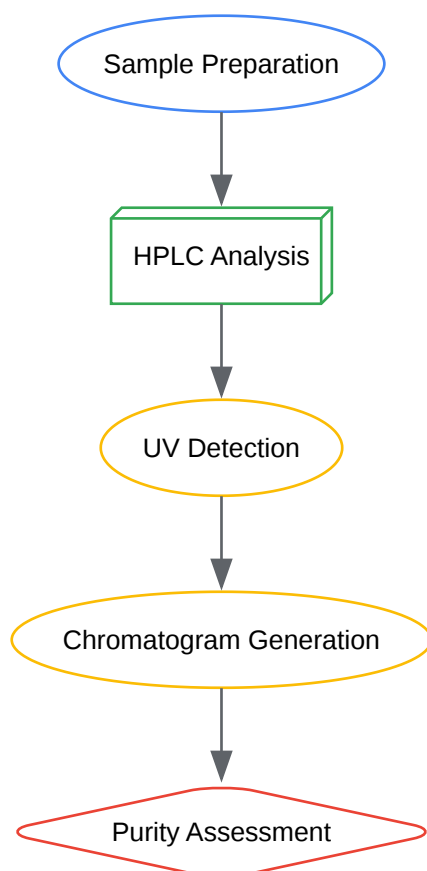 Sample Preparation
HPLC Analysis
UV Detection
Chromatogram Generation
Purity Assessment